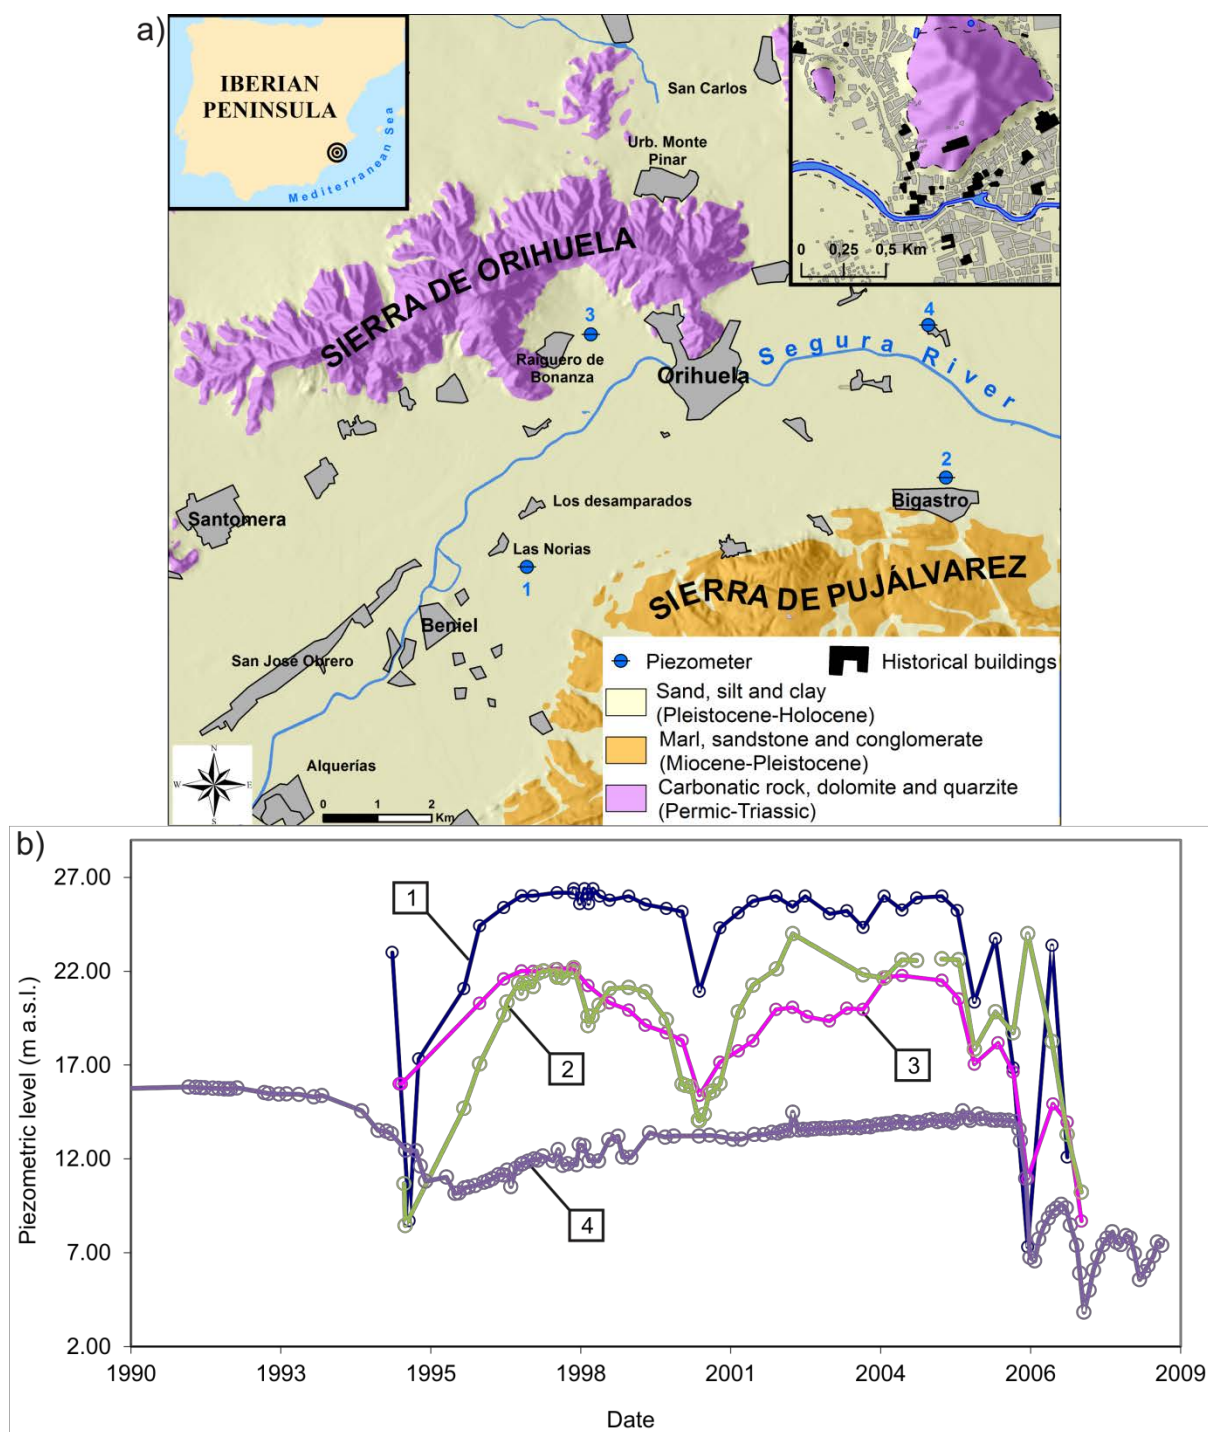 a)
IBERIAN
PENINSULA
Mediterranean Sea
San Carlos
Urb. Monte
Pinar
0 0,25 0,5 Km
SIERRA DE ORIHUELA
3
4
Raiguero de
Bonanza
Orihuela
Segura River
2
Bigastro
Los desamparados
Santomera
Las Norias
1
SIERRA DE PUJÁLVAREZ
Beniel
San José Obrero
Alquerías
N
W E
S
0 1 2
Km
Piezometer
Historical buildings
Sand, silt and clay
(Pleistocene-Holocene)
Marl, sandstone and conglomerate
(Miocene-Pleistocene)
Carbonatic rock, dolomite and quarzite
(Permic-Triassic)
b)
Piezometric level (m a.s.l.)
27.00
22.00
17.00
12.00
7.00
2.00
1
2
3
4
1990 1993 1995 1998 2001 2004 2006 2009
Date